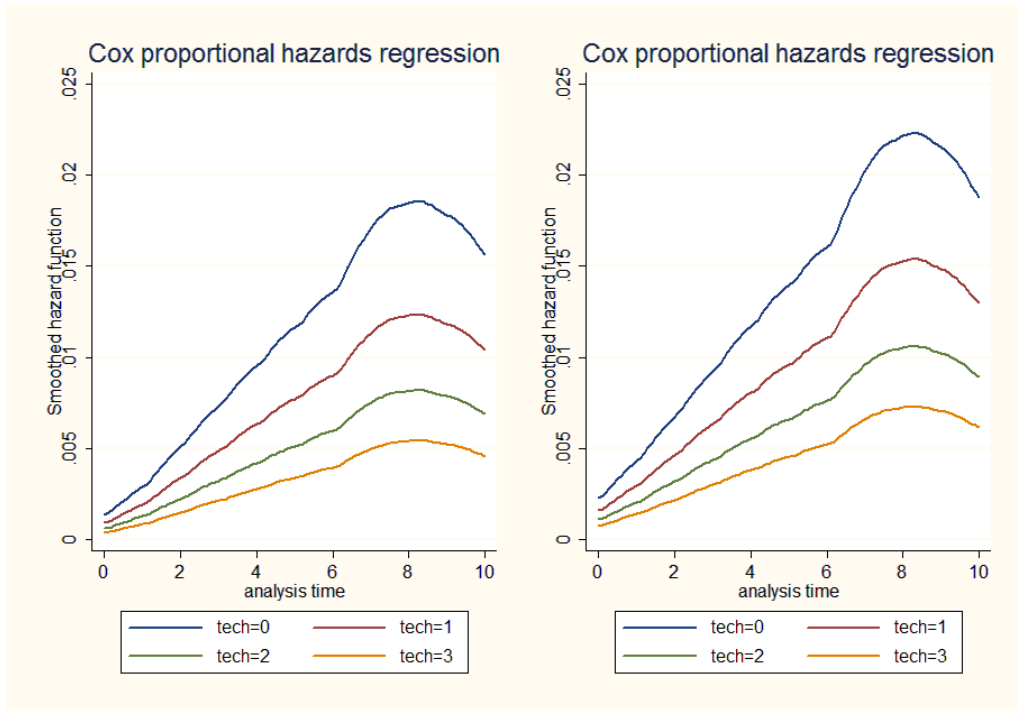 Cox proportional hazards regression
Smoothed hazard function
.025
.02
.015
.01
.005
0
0 2 4 6 8 10
analysis time
tech=0 tech=1
tech=2 tech=3
Cox proportional hazards regression
Smoothed hazard function
.025
.02
.015
.01
.005
0
0 2 4 6 8 10
analysis time
tech=0 tech=1
tech=2 tech=3